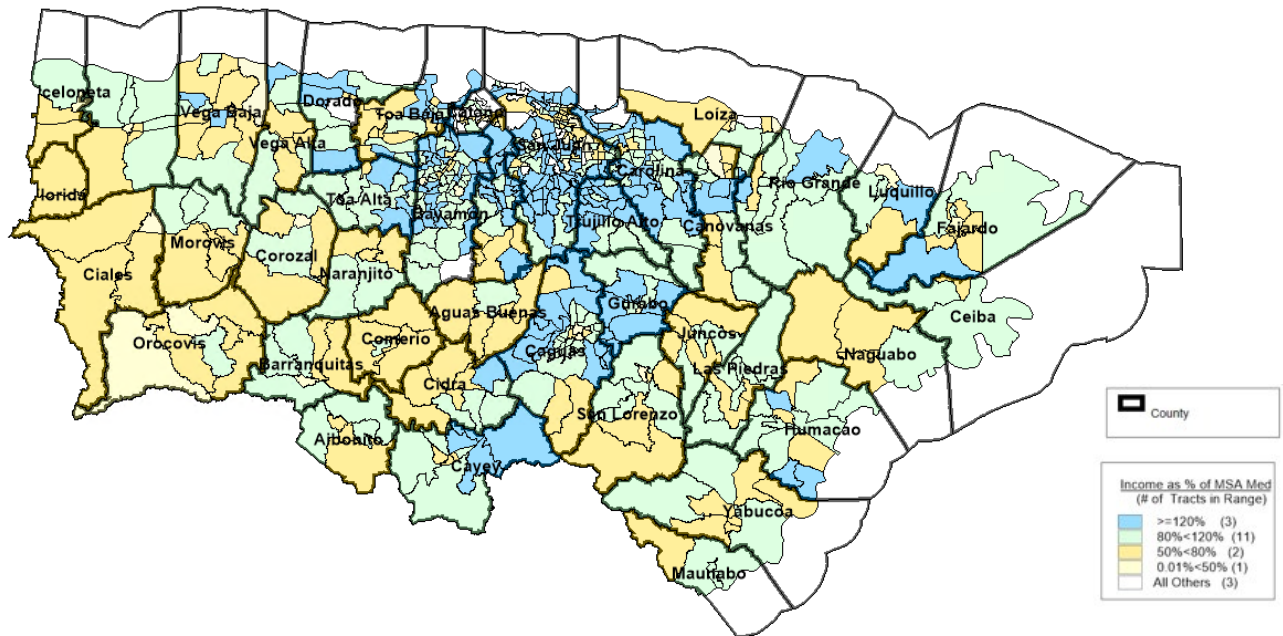 Iceloneta
Vega Baja
Dorado
Toa Baja
Loiza
Vega Alta
San Juan
Carolina
Rio Grande
Luquillo
lorida
Toa Alta
Bayamon
Trujillo Alto
Canovanas
Fajardo
Morovis
Corozal
Ciales
Naranjito
Gurabo
Aguas Buenas
Ceiba
Juncos
Orocovis
Comerio
Caguas
Naguabo
Barranquitas
Las Piedras
Cidra
San Lorenzo
Humacao
Aibonito
Cayey
Yabucoa
Maunabo
County
Income as % of MSA Med
(# of Tracts in Range)
>=120% (3)
80%<120% (11)
50%<80% (2)
0.01%<50% (1)
All Others (3)